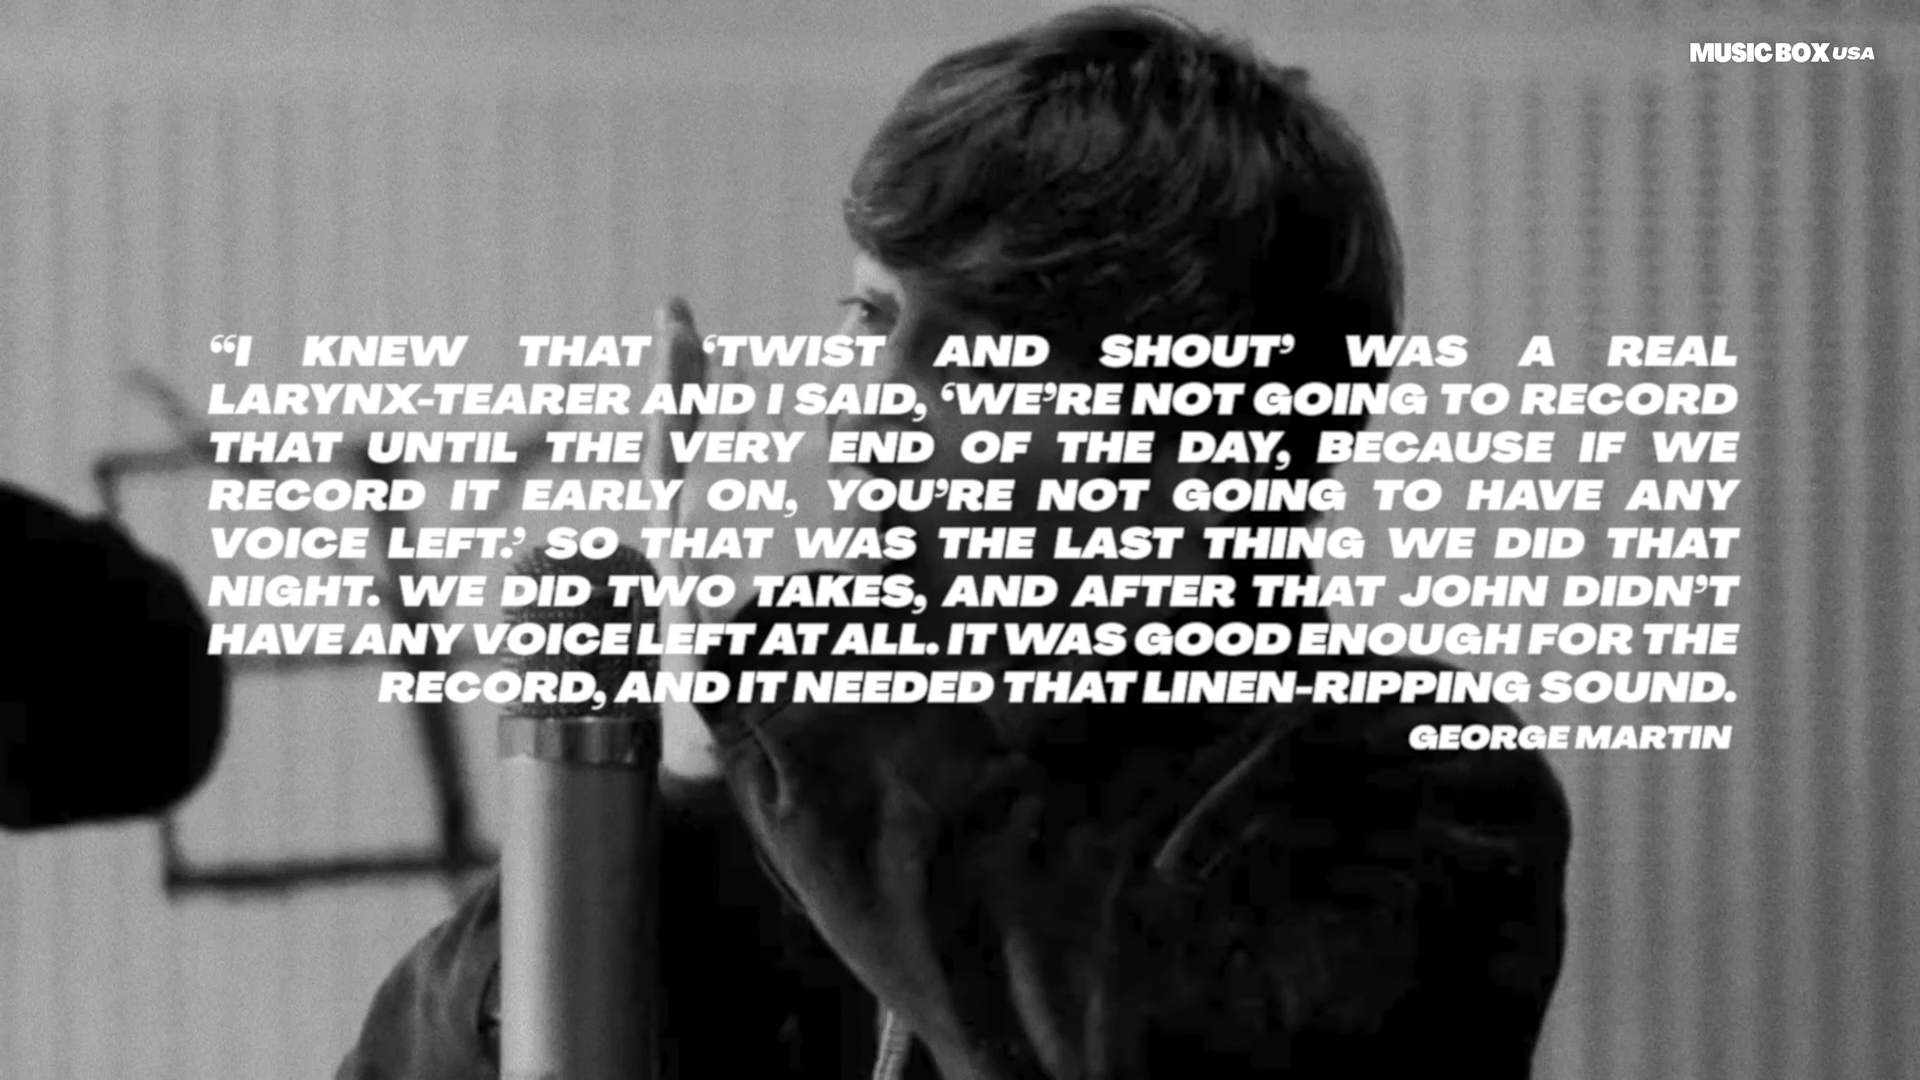 MUSIC BOX USA
“I KNEW THAT ‘TWIST AND SHOUT’ WAS A REAL
LARYNX-TEARER AND I SAID, ‘WE’RE NOT GOING TO RECORD
THAT UNTIL THE VERY END OF THE DAY, BECAUSE IF WE
RECORD IT EARLY ON, YOU’RE NOT GOING TO HAVE ANY
VOICE LEFT.’ SO THAT WAS THE LAST THING WE DID THAT
NIGHT. WE DID TWO TAKES, AND AFTER THAT JOHN DIDN’T
HAVE ANY VOICE LEFT AT ALL. IT WAS GOOD ENOUGH FOR THE
RECORD, AND IT NEEDED THAT LINEN-RIPPING SOUND.
GEORGE MARTIN